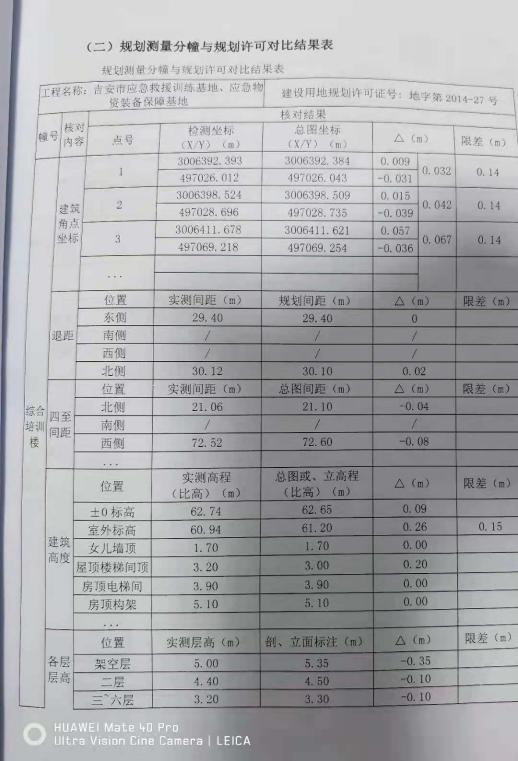 （二）规划测量分幢与规划许可对比结果表
规划测量分幢与规划许可对比结果表
工程名称：吉安市应急救援训练基地、应急物资装备保障基地 建设用地规划许可证号：地字第 2014-27 号
幢号 核对内容 核对结果
点号 检测坐标（X/Y）（m） 总图坐标（X/Y）（m） △（m） 限差（m）
综合培训楼
建筑角点坐标
1 3006392.393 3006392.384 0.009 0.032 0.14
497026.012 497026.043 -0.031
2 3006398.524 3006398.509 0.015 0.042 0.14
497028.696 497028.735 -0.039
3 3006411.678 3006411.621 0.057 0.067 0.14
497069.218 497069.254 -0.036
...
退距
位置 实测间距（m） 规划间距（m） △（m） 限差（m）
东侧 29.40 29.40 0
南侧 / / /
西侧 / / /
北侧 30.12 30.10 0.02
四至间距
位置 实测间距（m） 总图间距（m） △（m） 限差（m）
北侧 21.06 21.10 -0.04
南侧 / / /
西侧 72.52 72.60 -0.08
...
建筑高度
位置 实测高程（比高）（m） 总图或、立高程（比高）（m） △（m） 限差（m）
±0标高 62.74 62.65 0.09
室外标高 60.94 61.20 0.26 0.15
女儿墙顶 1.70 1.70 0.00
屋顶楼梯间顶 3.20 3.00 0.20
房顶电梯间 3.90 3.90 0.00
房顶构架 5.10 5.10 0.00
...
各层层高
位置 实测层高（m） 剖、立面标注（m） △（m） 限差（m）
架空层 5.00 5.35 -0.35
二层 4.40 4.50 -0.10
三~六层 3.20 3.30 -0.10
HUAWEI Mate 40 Pro
Ultra Vision Cine Camera | LEICA